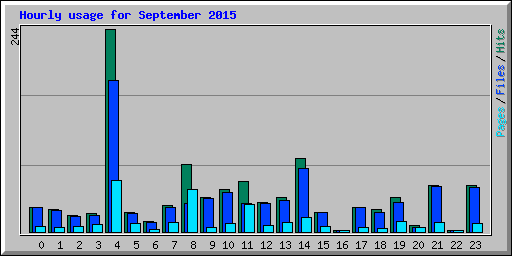 Hourly usage for September 2015
244
Pages / Files / Hits
0 1 2 3 4 5 6 7 8 9 10 11 12 13 14 15 16 17 18 19 20 21 22 23